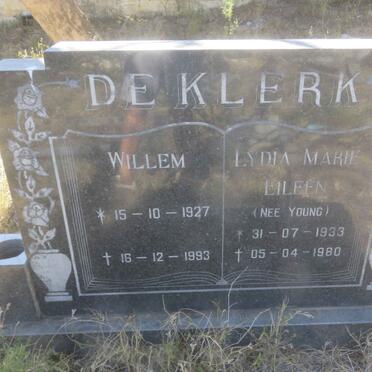 DE KLERK
WILLEM
* 15-10-1927
† 16-12-1993
LYDIA MARIE
EILEEN
(NEE YOUNG)
* 31-07-1933
† 05-04-1980